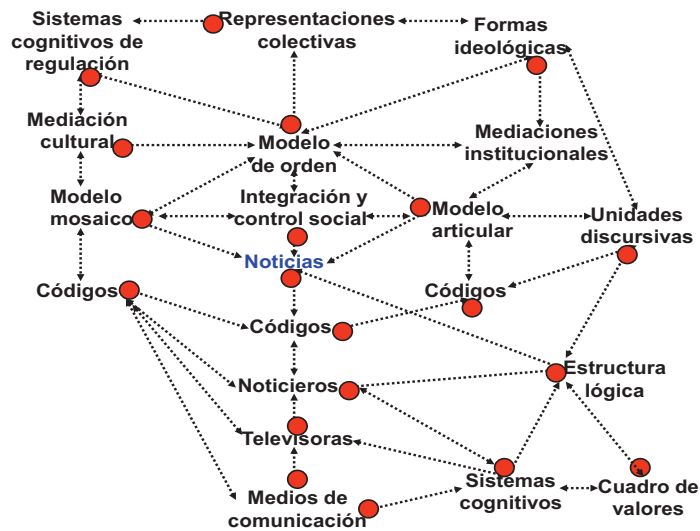 Sistemas
cognitivos de
regulación
Representaciones
colectivas
Formas
ideológicas
Mediación
cultural
Modelo
de orden
Mediaciones
institucionales
Modelo
mosaico
Integración y
control social
Modelo
articular
Unidades
discursivas
Noticias
Códigos
Códigos
Códigos
Noticieros
Estructura
lógica
Televisoras
Medios de
comunicación
Sistemas
cognitivos
Cuadro de
valores